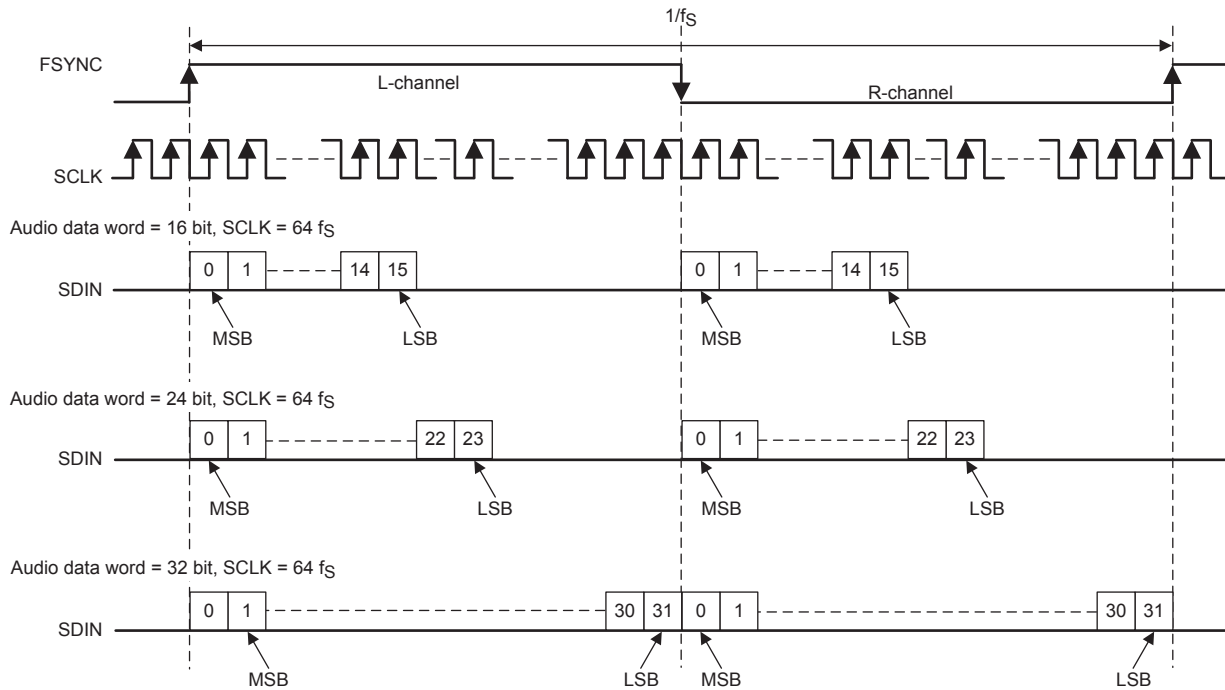 1/fS
FSYNC
L-channel
R-channel
SCLK
Audio data word = 16 bit, SCLK = 64 fS
0 1 14 15 0 1 14 15
SDIN
MSB LSB MSB LSB
Audio data word = 24 bit, SCLK = 64 fS
0 1 22 23 0 1 22 23
SDIN
MSB LSB MSB LSB
Audio data word = 32 bit, SCLK = 64 fS
0 1 30 31 0 1 30 31
SDIN
MSB LSB MSB LSB